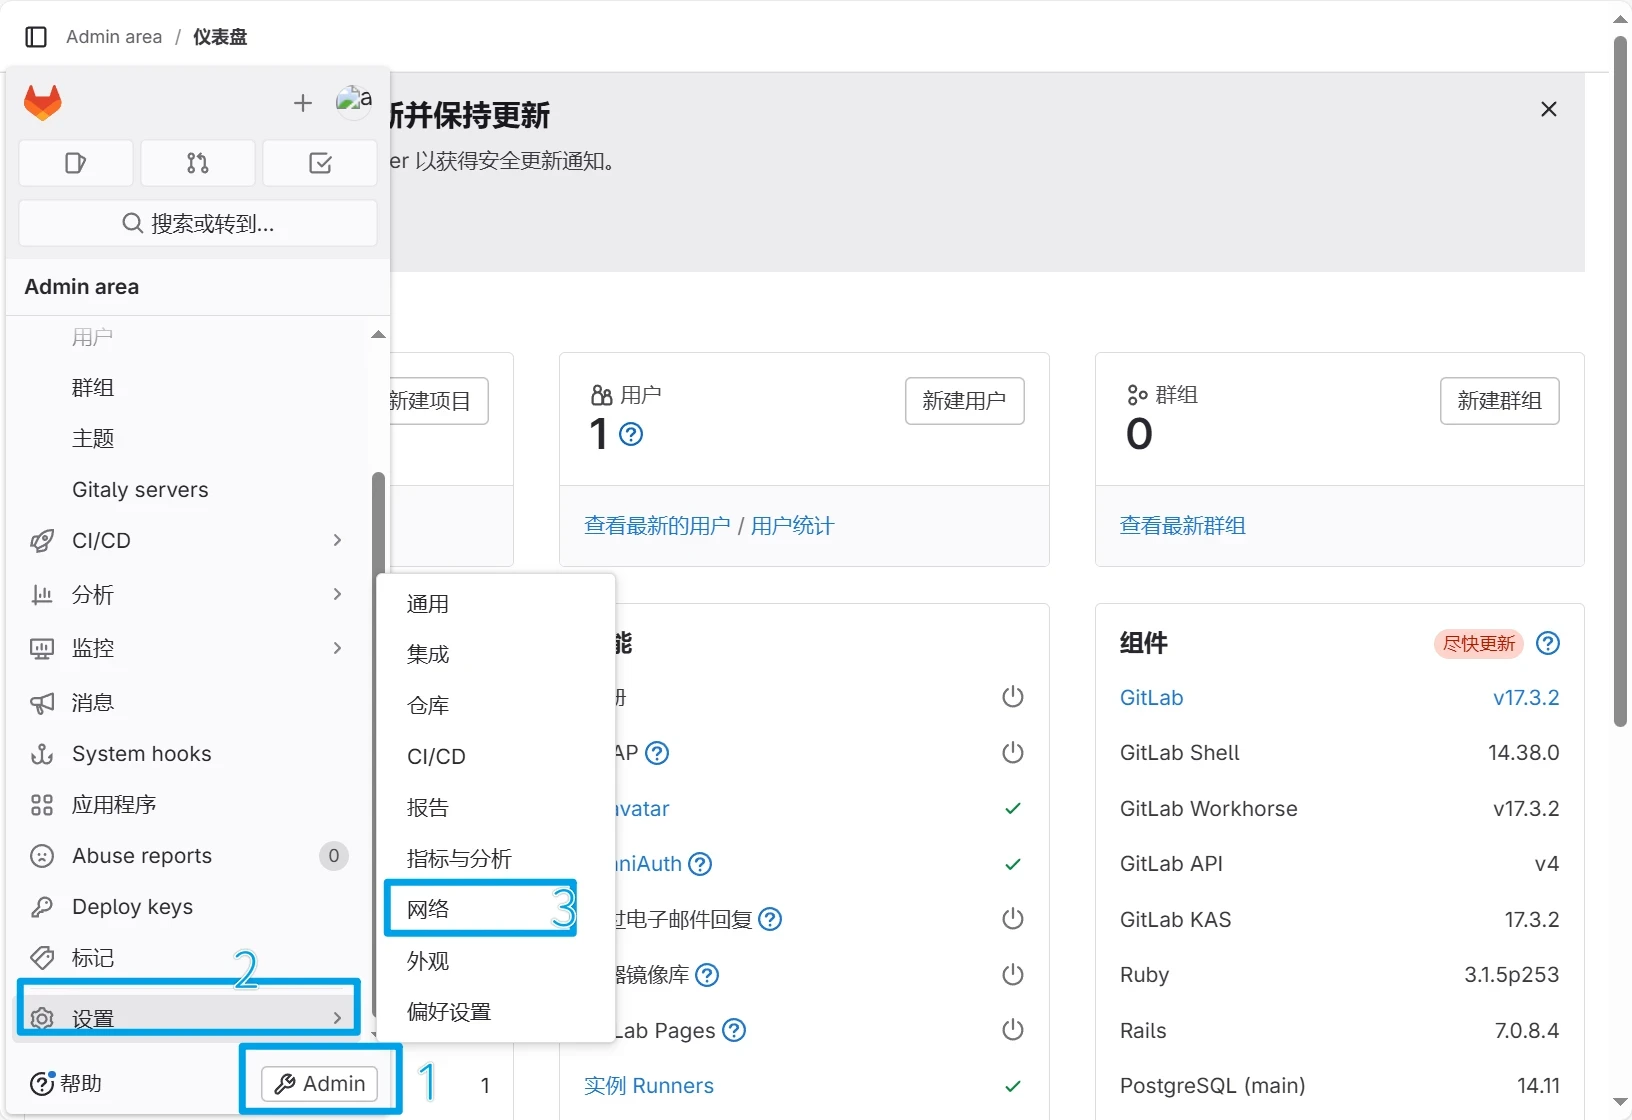 Admin area / 仪表盘
a
并保持更新
er 以获得安全更新通知。
搜索或转到...
Admin area
用户
群组
主题
Gitaly servers
CI/CD
分析
监控
消息
System hooks
应用程序
Abuse reports 0
Deploy keys
标记
2
设置
帮助
Admin
1
1
通用
集成
仓库
CI/CD
报告
指标与分析
网络
3
外观
偏好设置
新建项目
用户
1
新建用户
查看最新的用户 / 用户统计
群组
0
新建群组
查看最新群组
能
册
AP
avatar
niAuth
过电子邮件回复
器镜像库
Lab Pages
实例 Runners
组件
尽快更新
GitLab v17.3.2
GitLab Shell 14.38.0
GitLab Workhorse v17.3.2
GitLab API v4
GitLab KAS 17.3.2
Ruby 3.1.5p253
Rails 7.0.8.4
PostgreSQL (main) 14.11